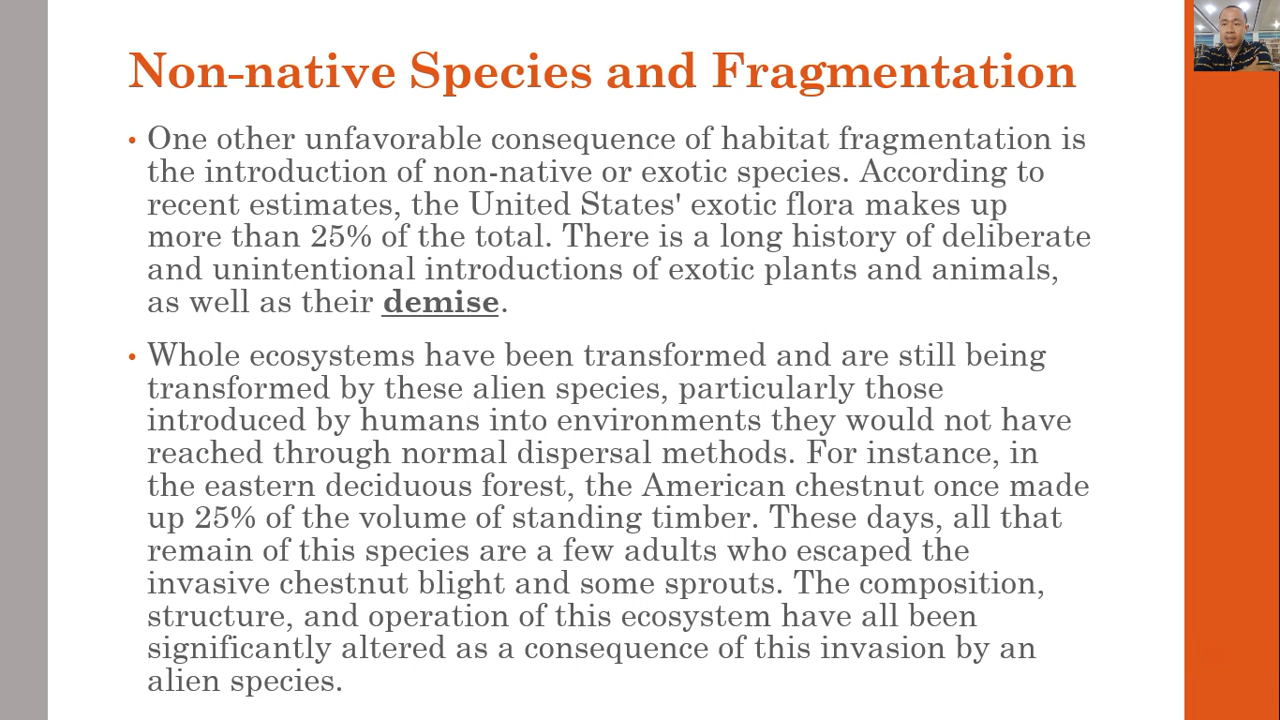 Non-native Species and Fragmentation
• One other unfavorable consequence of habitat fragmentation is
the introduction of non-native or exotic species. According to
recent estimates, the United States' exotic flora makes up
more than 25% of the total. There is a long history of deliberate
and unintentional introductions of exotic plants and animals,
as well as their demise.
• Whole ecosystems have been transformed and are still being
transformed by these alien species, particularly those
introduced by humans into environments they would not have
reached through normal dispersal methods. For instance, in
the eastern deciduous forest, the American chestnut once made
up 25% of the volume of standing timber. These days, all that
remain of this species are a few adults who escaped the
invasive chestnut blight and some sprouts. The composition,
structure, and operation of this ecosystem have all been
significantly altered as a consequence of this invasion by an
alien species.